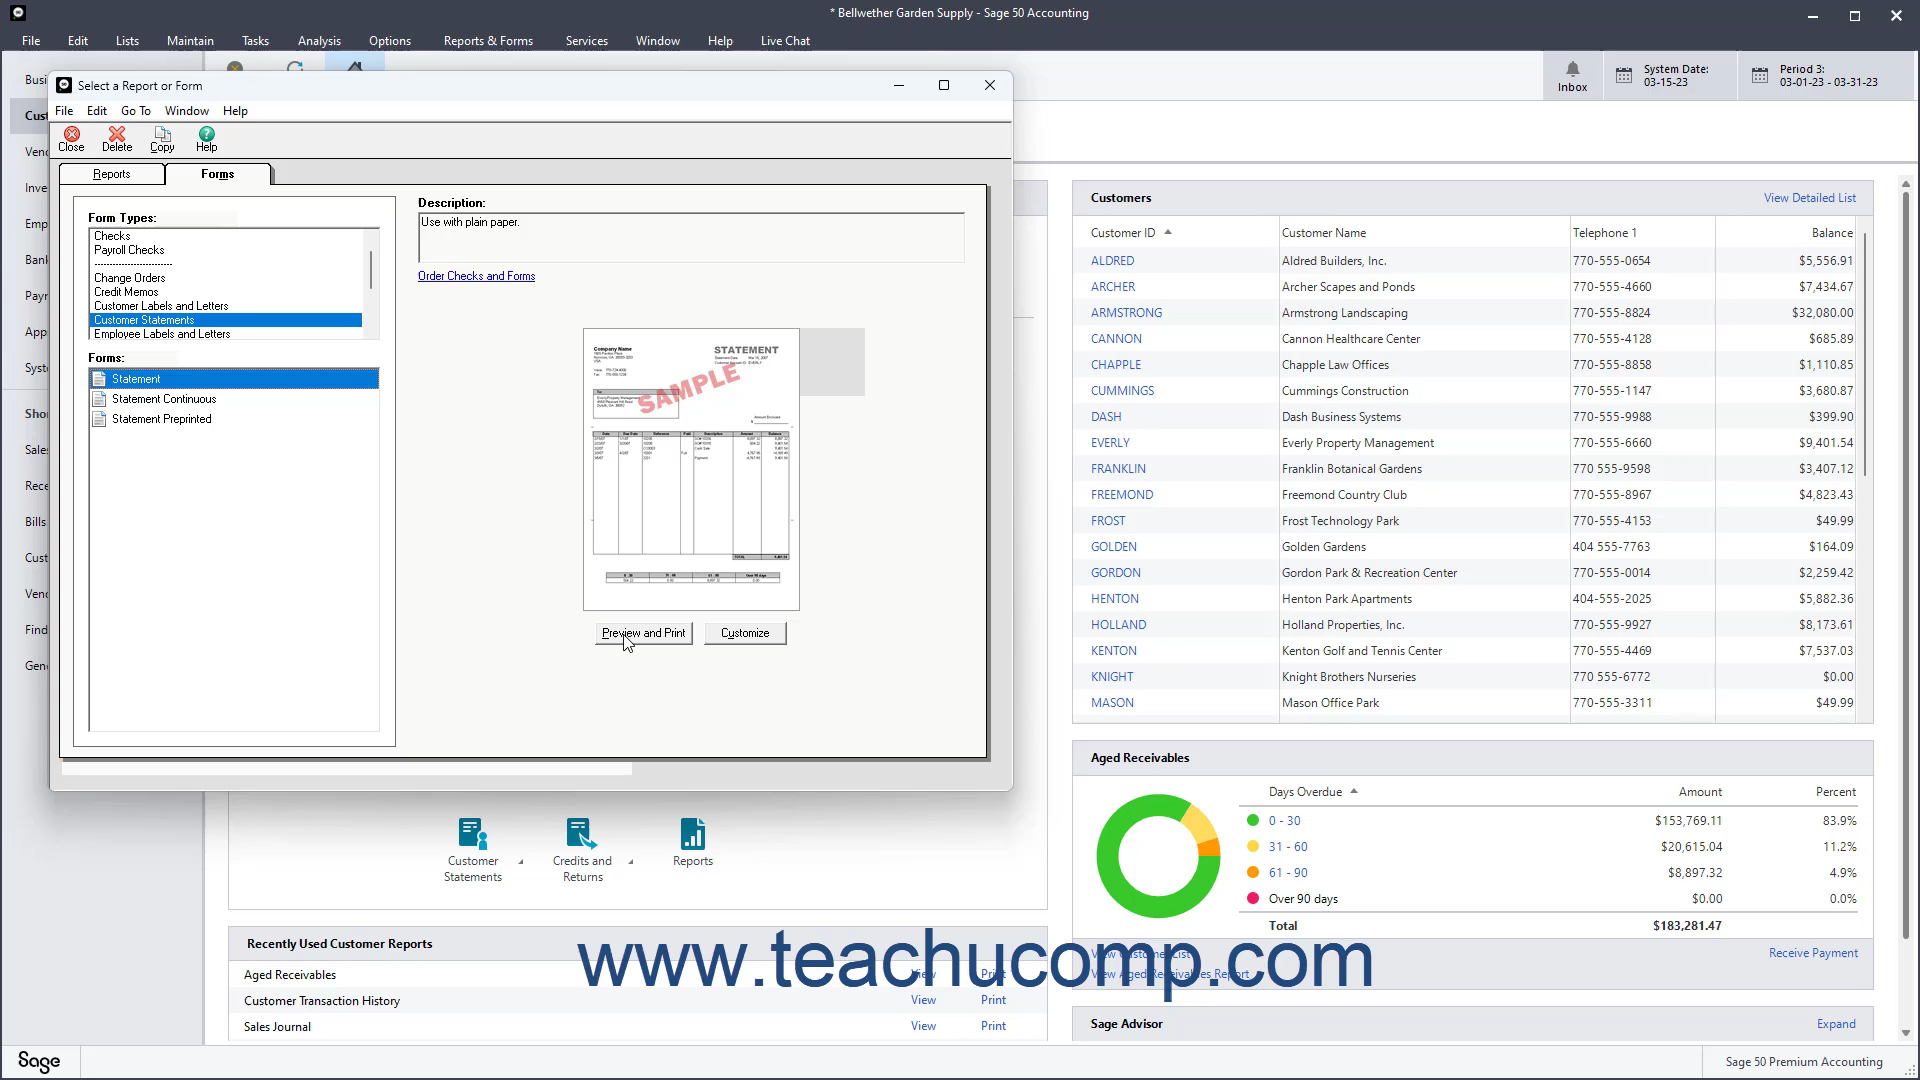 * Bellwether Garden Supply - Sage 50 Accounting
File Edit Lists Maintain Tasks Analysis Options Reports & Forms Services Window Help Live Chat
Inbox
System Date:
03-15-23
Period 3:
03-01-23 - 03-31-23
Select a Report or Form
File Edit Go To Window Help
Close Delete Copy Help
Reports Forms
Form Types:
Checks
Payroll Checks
Change Orders
Credit Memos
Customer Labels and Letters
Customer Statements
Employee Labels and Letters
Forms:
Statement
Statement Continuous
Statement Preprinted
Description:
Use with plain paper.
Order Checks and Forms
Company Name
STATEMENT
SAMPLE
Preview and Print Customize
Customers View Detailed List
Customer ID Customer Name Telephone 1 Balance
ALDRED Aldred Builders, Inc. 770-555-0654 $5,556.91
ARCHER Archer Scapes and Ponds 770-555-4660 $7,434.67
ARMSTRONG Armstrong Landscaping 770-555-8824 $32,080.00
CANNON Cannon Healthcare Center 770-555-4128 $685.89
CHAPPLE Chapple Law Offices 770-555-6858 $1,110.85
CUMMINGS Cummings Construction 770-555-1147 $3,680.87
DASH Dash Business Systems 770-555-9988 $399.90
EVERLY Everly Property Management 770-555-6660 $9,401.54
FRANKLIN Franklin Botanical Gardens 770 555-9598 $3,407.12
FREEMOND Freemond Country Club 770-555-8967 $4,823.43
FROST Frost Technology Park 770-555-4153 $49.99
GOLDEN Golden Gardens 404 555-7763 $164.09
GORDON Gordon Park & Recreation Center 770-555-0014 $2,259.42
HENTON Henton Park Apartments 404-555-2025 $5,882.36
HOLLAND Holland Properties, Inc. 770-555-9927 $8,173.61
KENTON Kenton Golf and Tennis Center 770-555-4469 $7,537.03
KNIGHT Knight Brothers Nurseries 770 555-6772 $0.00
MASON Mason Office Park 770-555-3311 $49.99
Aged Receivables
Days Overdue Amount Percent
0 - 30 $153,769.11 83.9%
31 - 60 $20,615.04 11.2%
61 - 90 $8,897.32 4.9%
Over 90 days $0.00 0.0%
Total $183,281.47
View Customer List Receive Payment
View Aged Receivables Report
Sage Advisor Expand
Customer
Statements
Credits and
Returns
Reports
Recently Used Customer Reports
Aged Receivables View Print
Customer Transaction History View Print
Sales Journal View Print
www.teachucomp.com
Sage
Sage 50 Premium Accounting